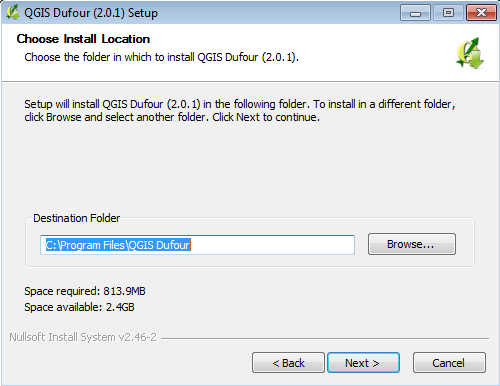 QGIS Dufour (2.0.1) Setup
Choose Install Location
Choose the folder in which to install QGIS Dufour (2.0.1).
Setup will install QGIS Dufour (2.0.1) in the following folder. To install in a different folder,
click Browse and select another folder. Click Next to continue.
Destination Folder
C:\Program Files\QGIS Dufour
Browse...
Space required: 813.9MB
Space available: 2.4GB
Nullsoft Install System v2.46-2
< Back
Next >
Cancel